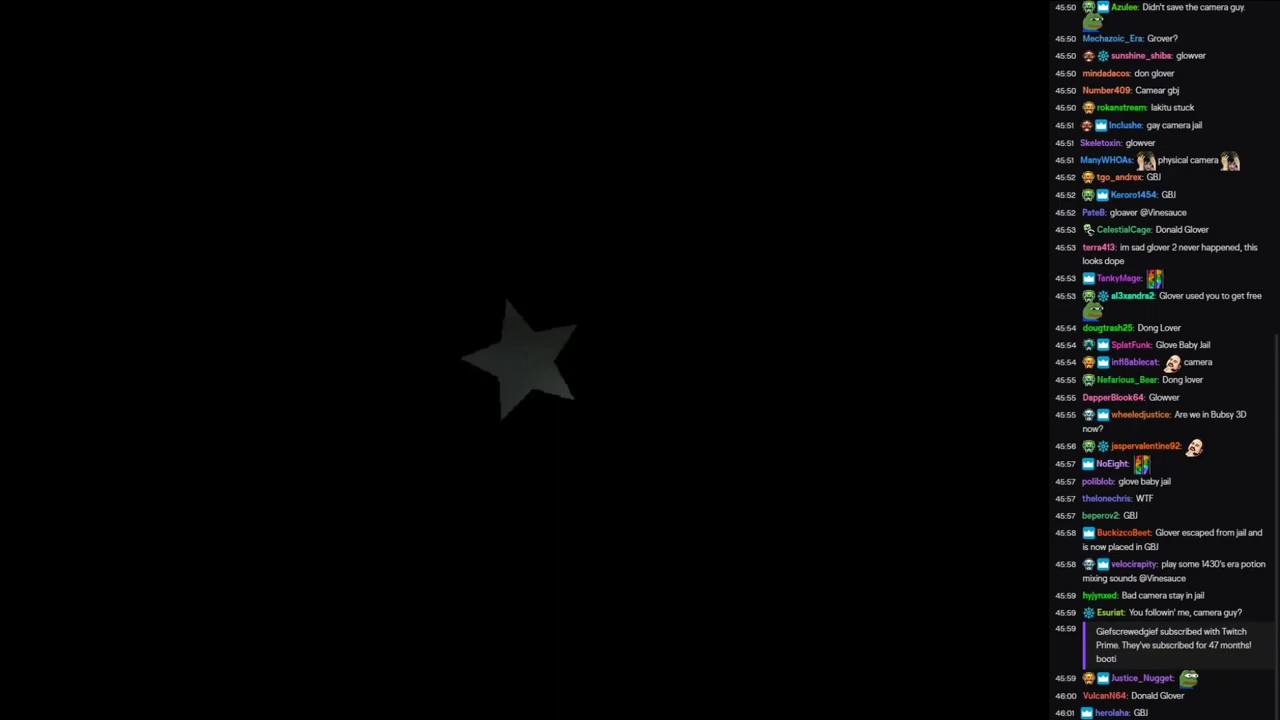 45:50 Azulee: Didn't save the camera guy.
45:50 Mechazoic_Era: Grover?
45:50 sunshine_shiba: glowver
45:50 mindadacos: don glover
45:50 Number409: Camear gbj
45:50 rokanstream: lakitu stuck
45:51 Inclushe: gay camera jail
45:51 Skeletoxin: glowver
45:51 ManyWHOAs: physical camera
45:52 tgo_andrex: GBJ
45:52 Keroro1454: GBJ
45:52 PateB: gloaver @Vinesauce
45:53 CelestialCage: Donald Glover
45:53 terra413: im sad glover 2 never happened, this
looks dope
45:53 TankyMage:
45:53 al3xandra2: Glover used you to get free
45:54 dougtrash25: Dong Lover
45:54 SplatFunk: Glove Baby Jail
45:54 infl8ablecat: camera
45:55 Nefarious_Bear: Dong lover
45:55 DapperBlook64: Glowver
45:55 wheeledjustice: Are we in Bubsy 3D
now?
45:56 jaspervalentine92:
45:57 NoEight:
45:57 poliblob: glove baby jail
45:57 thelonechris: WTF
45:57 beperov2: GBJ
45:58 BuckizcoBeet: Glover escaped from jail and
is now placed in GBJ
45:58 velocirapity: play some 1430's era potion
mixing sounds @Vinesauce
45:59 hyjynxed: Bad camera stay in jail
45:59 Esuriat: You followin' me, camera guy?
45:59 Giefscrewedgief subscribed with Twitch
Prime. They've subscribed for 47 months!
booti
45:59 Justice_Nugget:
46:00 VulcanN64: Donald Glover
46:01 herolaha: GBJ